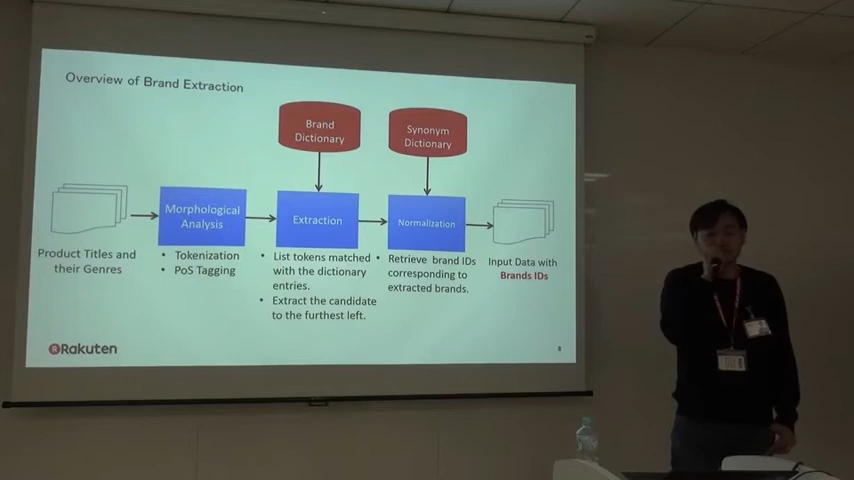 Overview of Brand Extraction
Brand
Dictionary
Synonym
Dictionary
Morphological
Analysis
Extraction
Normalization
Product Titles and
their Genres
• Tokenization
• PoS Tagging
• List tokens matched
with the dictionary
entries.
• Extract the candidate
to the furthest left.
• Retrieve brand IDs
corresponding to
extracted brands.
Input Data with
Brands IDs
Rakuten
8